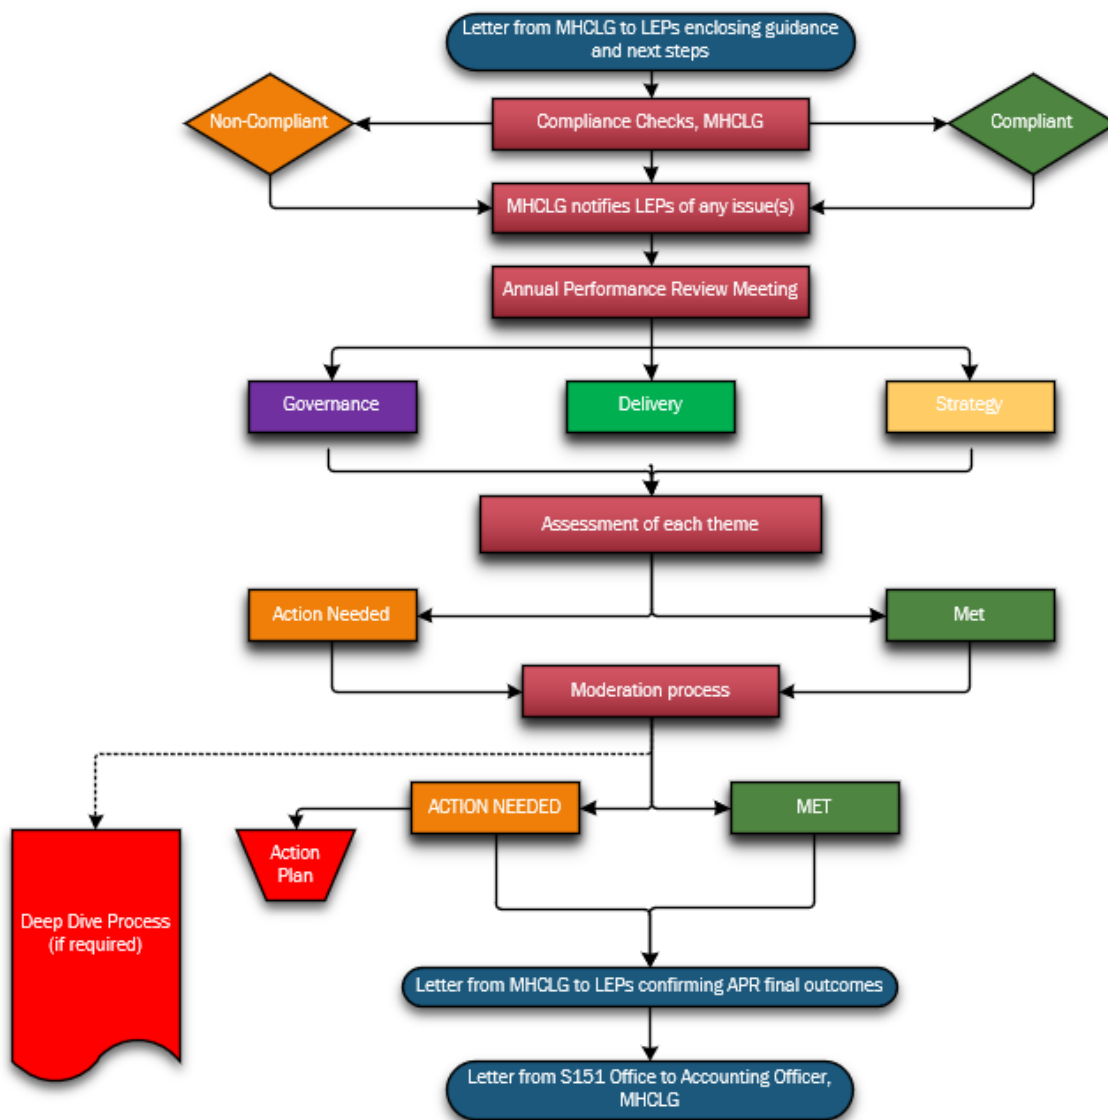 Letter from MHCLG to LEPs enclosing guidance
and next steps
Non-Compliant
Compliance Checks, MHCLG
Compliant
MHCLG notifies LEPs of any issue(s)
Annual Performance Review Meeting
Governance
Delivery
Strategy
Assessment of each theme
Action Needed
Met
Moderation process
ACTION NEEDED
MET
Action
Plan
Deep Dive Process
(if required)
Letter from MHCLG to LEPs confirming APR final outcomes
Letter from S151 Office to Accounting Officer,
MHCLG